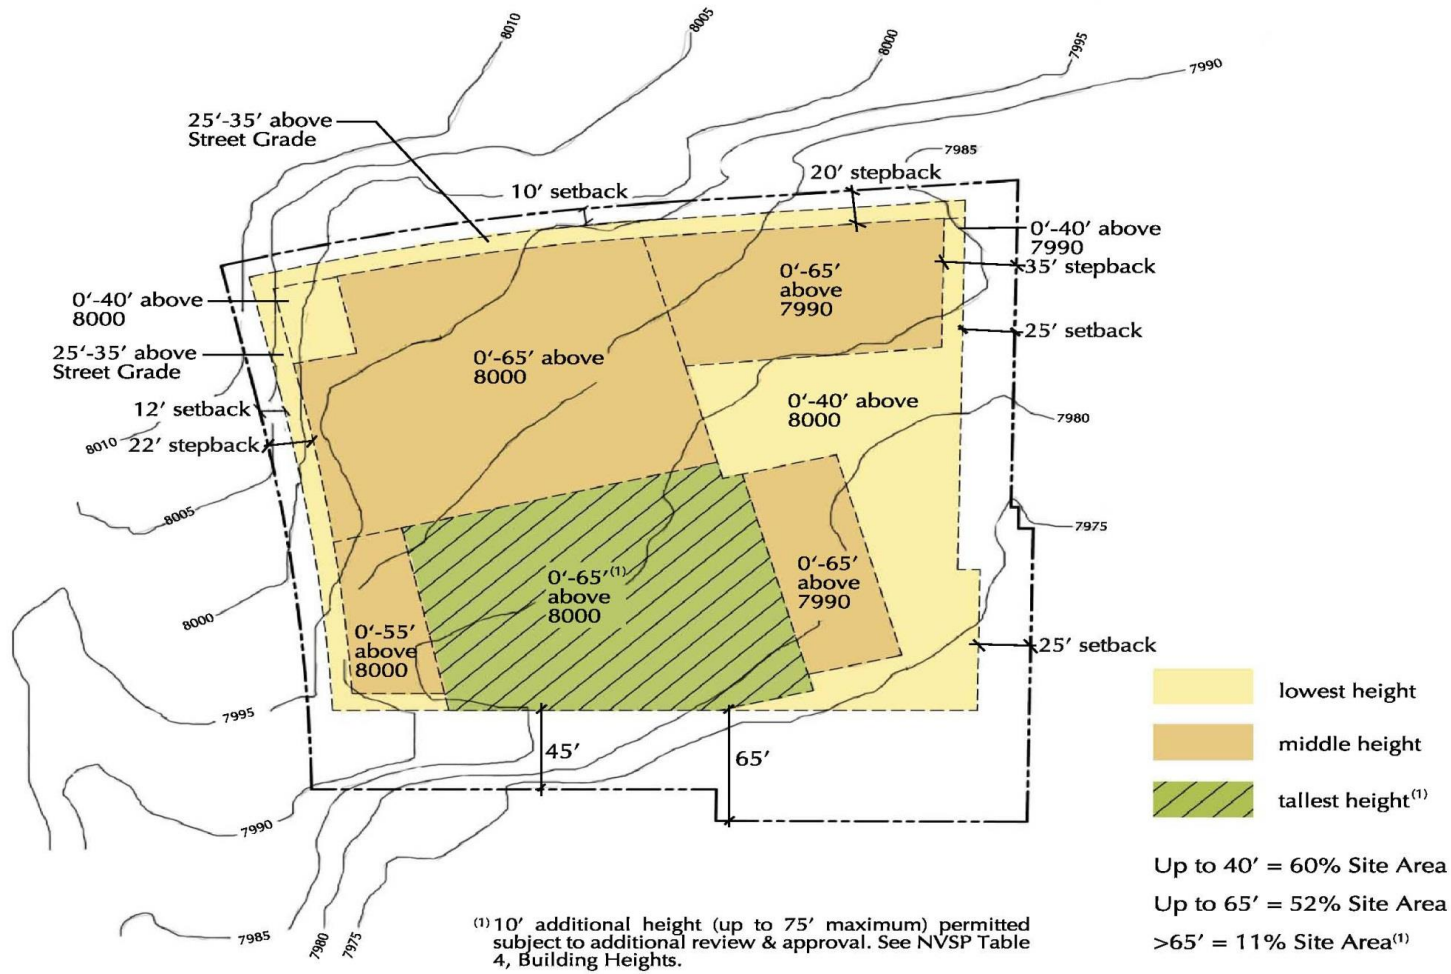 8010
8005
8000
7995
7990
25'-35' above
Street Grade
7985
20' stepback
10' setback
0'-40' above
7990
35' stepback
0'-65'
above
7990
0'-40' above
8000
25' setback
25'-35' above
Street Grade
0'-65' above
8000
0'-40' above
8000
12' setback
7980
8010
22' stepback
8005
7975
0'-65'
above
7990
0'-65'(1)
above
8000
8000
0'-55'
above
8000
25' setback
7995
45'
65'
lowest height
middle height
tallest height(1)
7990
Up to 40' = 60% Site Area
Up to 65' = 52% Site Area
>65' = 11% Site Area(1)
7985
7980
7975
(1) 10' additional height (up to 75' maximum) permitted
subject to additional review & approval. See NVSP Table
4, Building Heights.